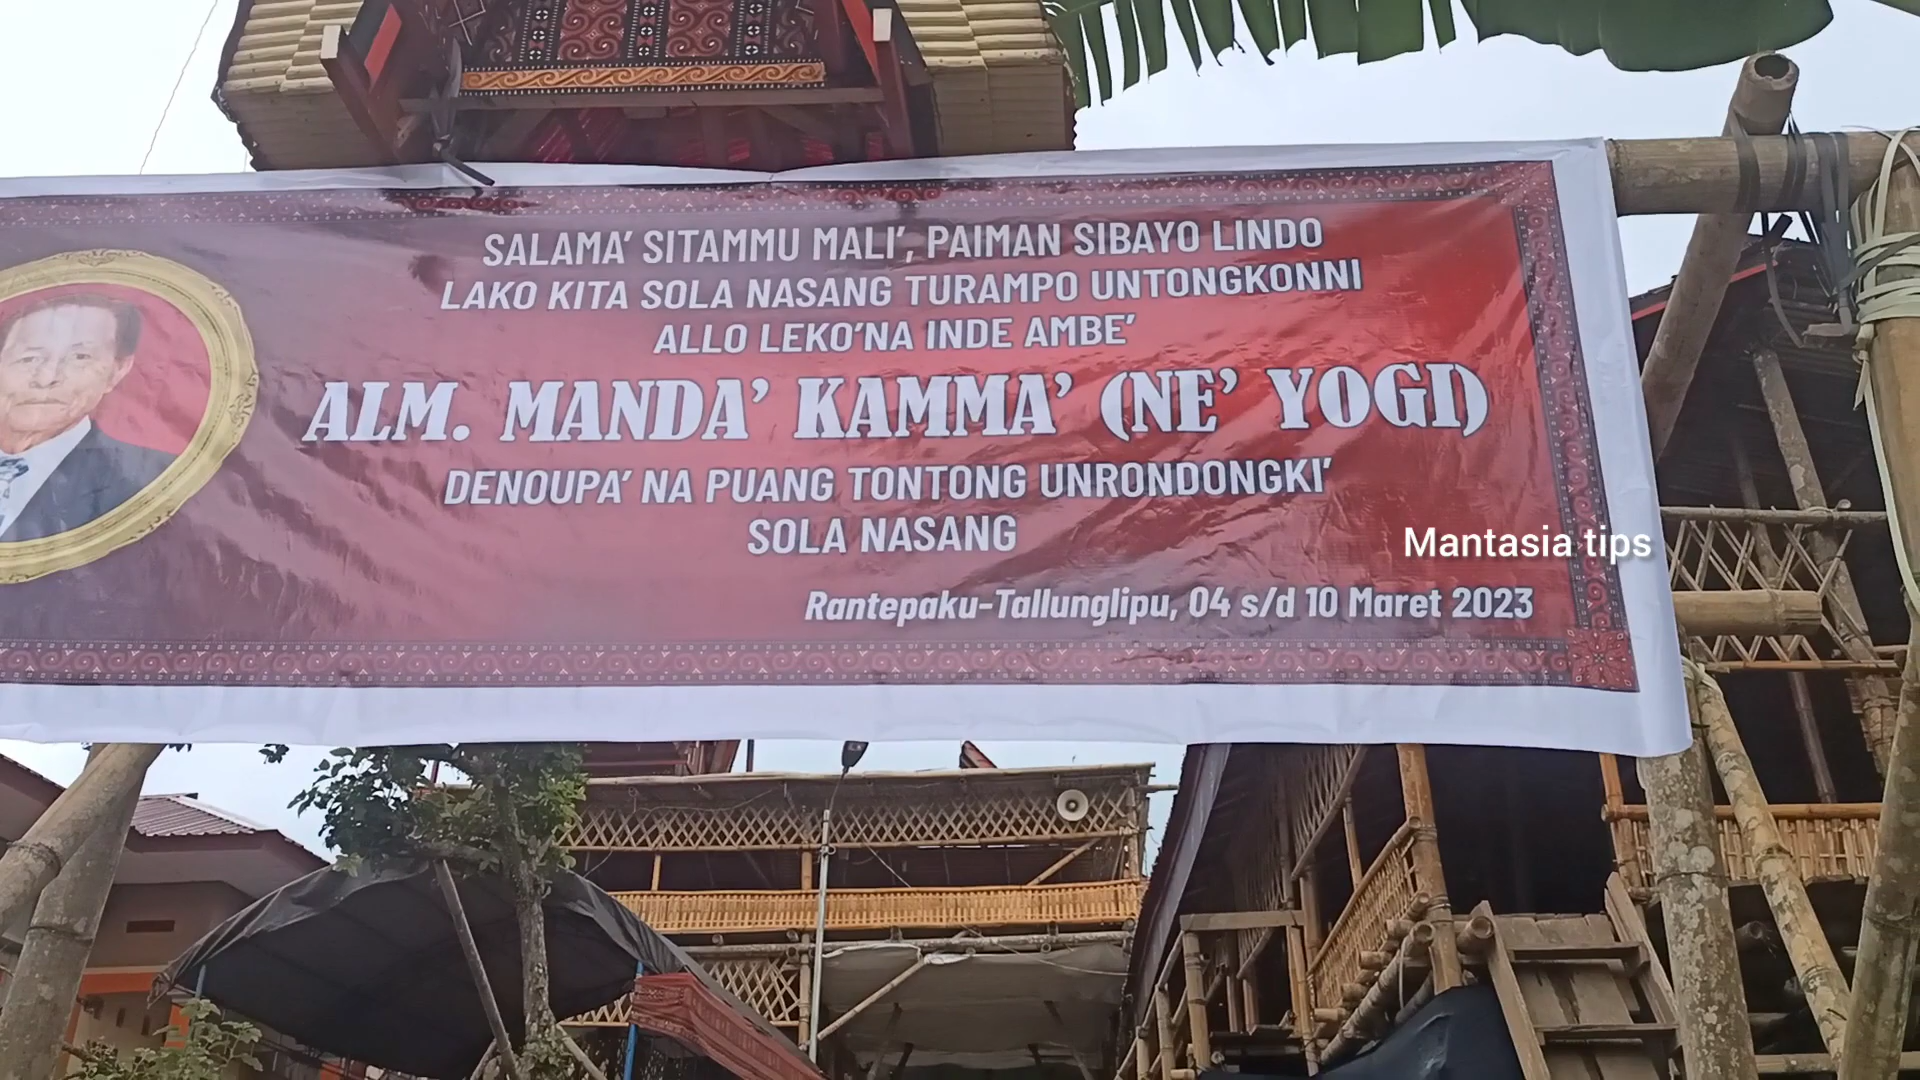 SALAMA' SITAMMU MALI', PAIMAN SIBAYO LINDO
LAKO KITA SOLA NASANG TURAMPO UNTONGKONNI
ALLO LEKO'NA INDE AMBE'
ALM. MANDA' KAMMA' (NE' YOGI)
DENOUPA' NA PUANG TONTONG UNRONDONGKI'
SOLA NASANG
Mantasia tips
Rantepaku-Tallunglipu, 04 s/d 10 Maret 2023